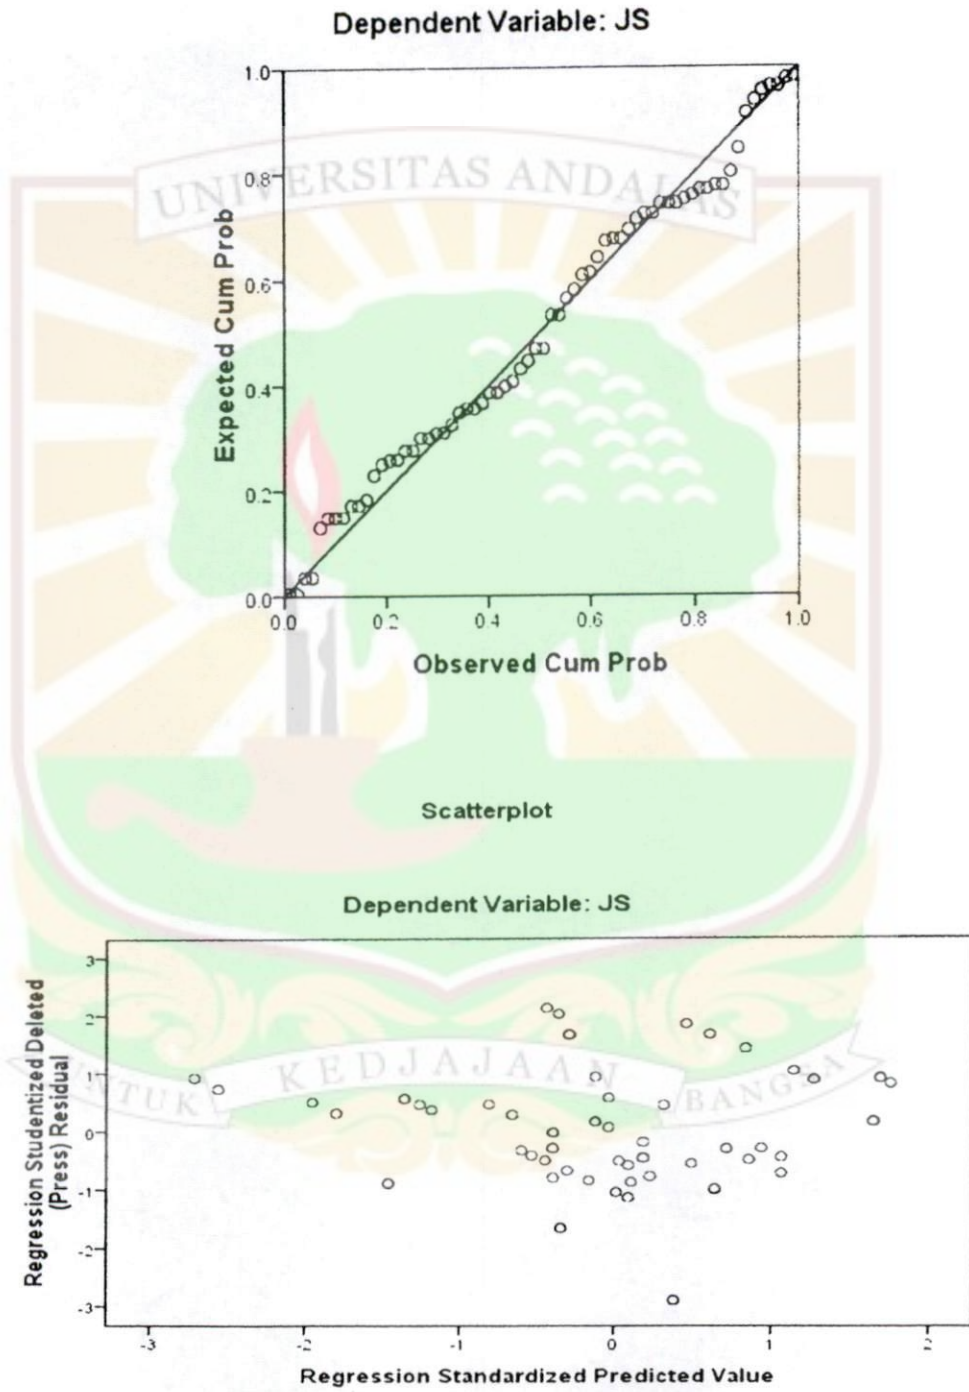 Dependent Variable: JS
1.0
0.8
0.6
0.4
0.2
0.0
Expected Cum Prob
0.0 0.2 0.4 0.6 0.8 1.0
Observed Cum Prob
UNIVERSITAS ANDALAS
Scatterplot
Dependent Variable: JS
3
2
1
0
-1
-2
-3
Regression Studentized Deleted
(Press) Residual
-3 -2 -1 0 1 2
Regression Standardized Predicted Value
UNTUK KEDJAJAAN BANGSA